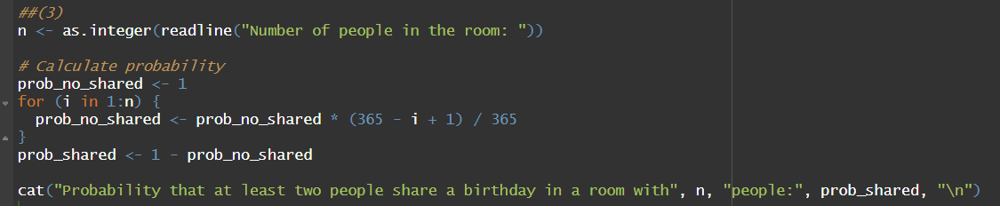 ##(3)
n <- as.integer(readline("Number of people in the room: "))
# Calculate probability
prob_no_shared <- 1
for (i in 1:n) {
  prob_no_shared <- prob_no_shared * (365 - i + 1) / 365
}
prob_shared <- 1 - prob_no_shared
cat("Probability that at least two people share a birthday in a room with", n, "people:", prob_shared, "\n")